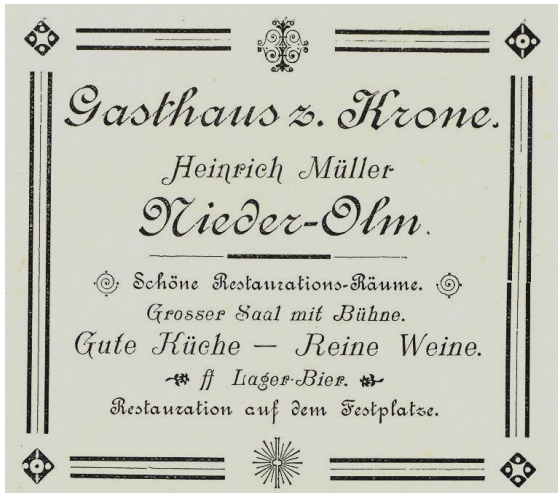 Gasthaus z. Krone.
Heinrich Müller
Nieder-Olm.
Schöne Restaurations-Räume.
Grosser Saal mit Bühne.
Gute Küche — Reine Weine.
ff Lager-Bier.
Restauration auf dem Festplatze.